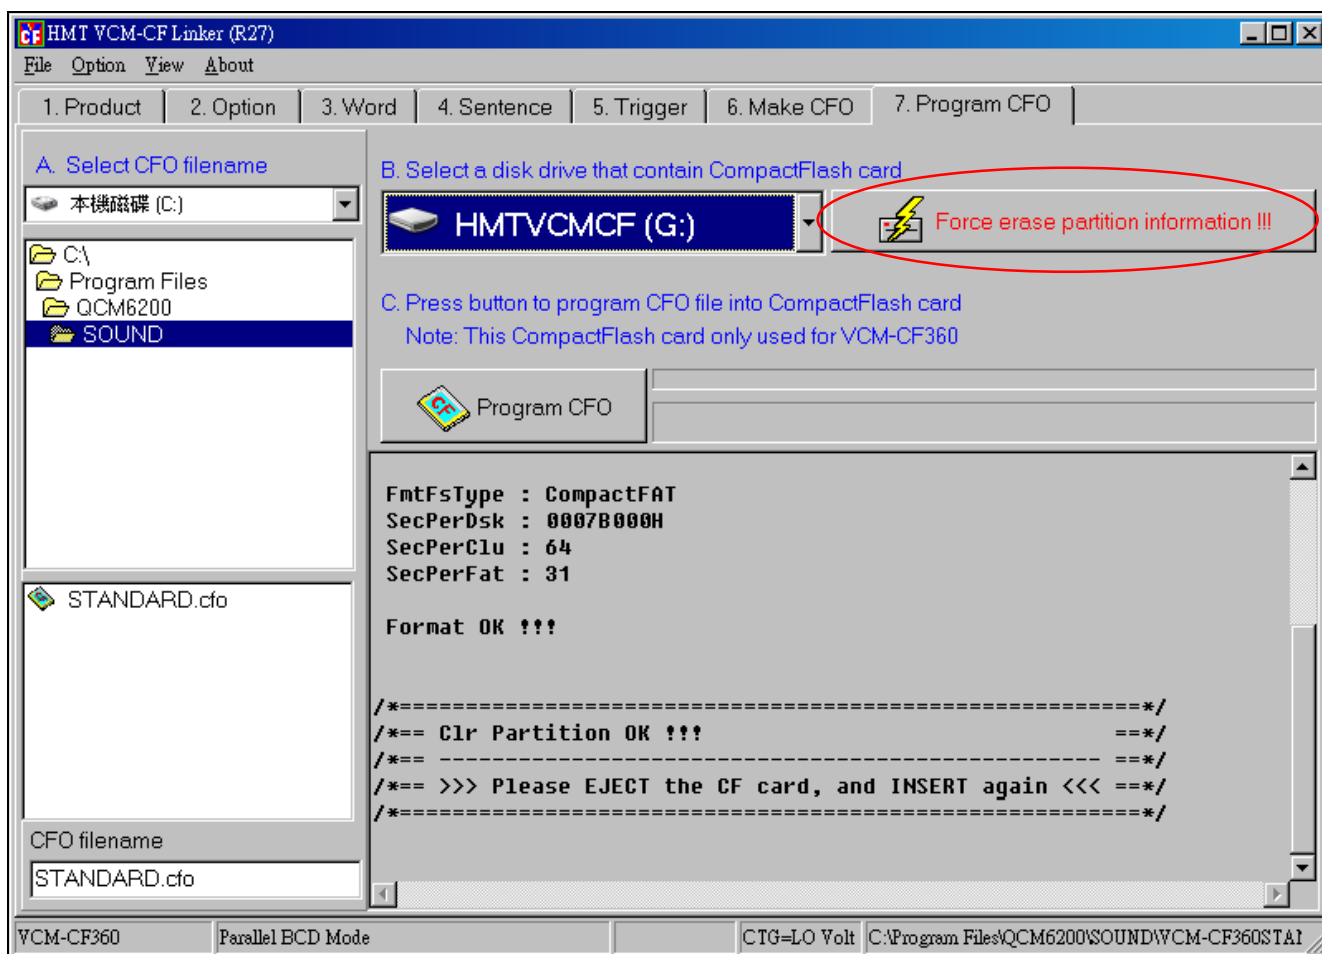 HMT VCM-CF Linker (R27)
File Option View About
1. Product 2. Option 3. Word 4. Sentence 5. Trigger 6. Make CFO 7. Program CFO
A. Select CFO filename
本機磁碟 (C:)
C:\
Program Files
QCM6200
SOUND
STANDARD.cfo
CFO filename
STANDARD.cfo
B. Select a disk drive that contain CompactFlash card
HMTVCMCF (G:)
Force erase partition information !!!
C. Press button to program CFO file into CompactFlash card
Note: This CompactFlash card only used for VCM-CF360
CF Program CFO
FmtFsType : CompactFAT
SecPerDsk : 0007B000H
SecPerClu : 64
SecPerFat : 31
Format OK !!!
/*=======================================================*/
/*== Clr Partition OK !!! ==*/
/*== --------------------------------------------------- ==*/
/*== >>> Please EJECT the CF card, and INSERT again <<< ==*/
/*=======================================================*/
VCM-CF360 Parallel BCD Mode CTG=LO Volt C:\Program Files\QCM6200\SOUND\VCM-CF360STAN